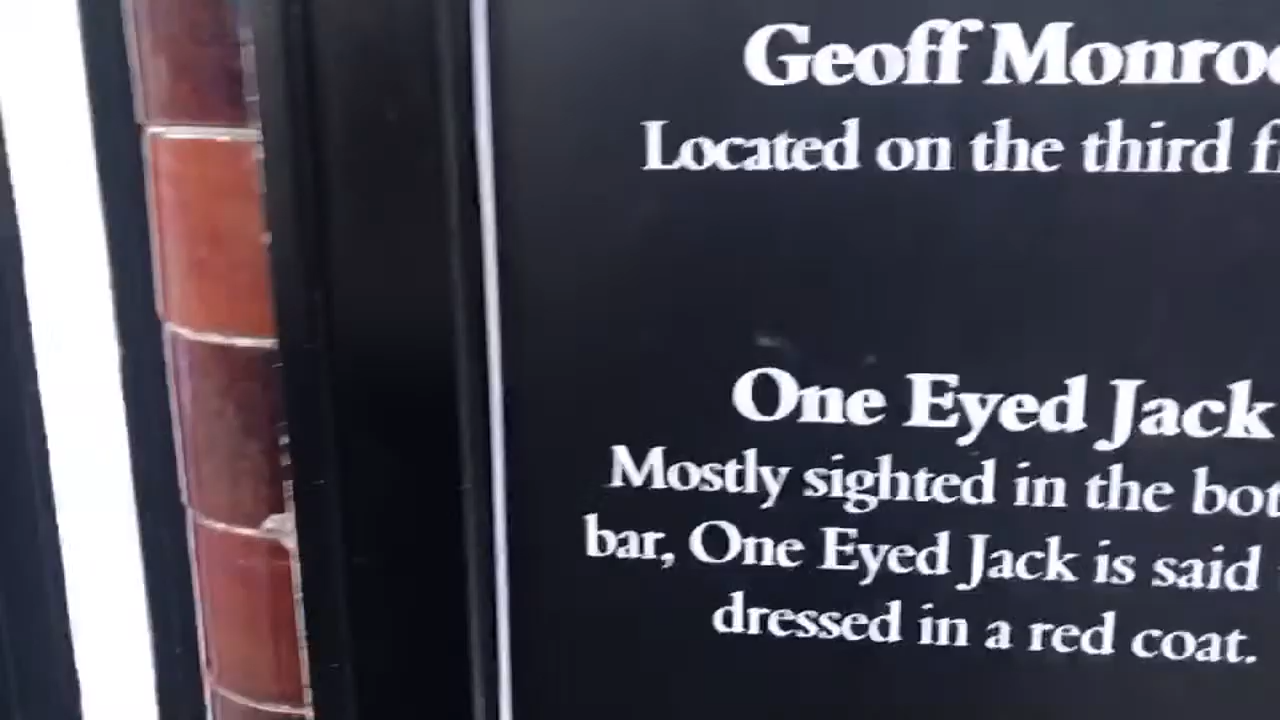 Geoff Monroe
Located on the third
One Eyed Jack
Mostly sighted in the
bar, One Eyed Jack is said
dressed in a red coat.